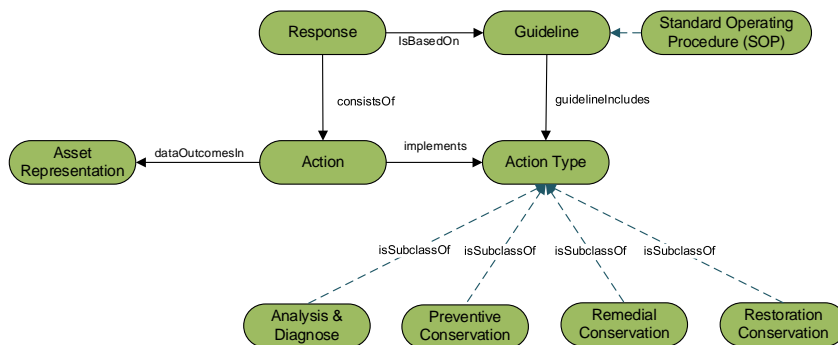 Response
IsBasedOn
Guideline
Standard Operating
Procedure (SOP)
consistsOf
guidelineIncludes
Asset
Representation
dataOutcomesIn
Action
implements
Action Type
isSubclassOf
isSubclassOf
isSubclassOf
isSubclassOf
Analysis &
Diagnose
Preventive
Conservation
Remedial
Conservation
Restoration
Conservation